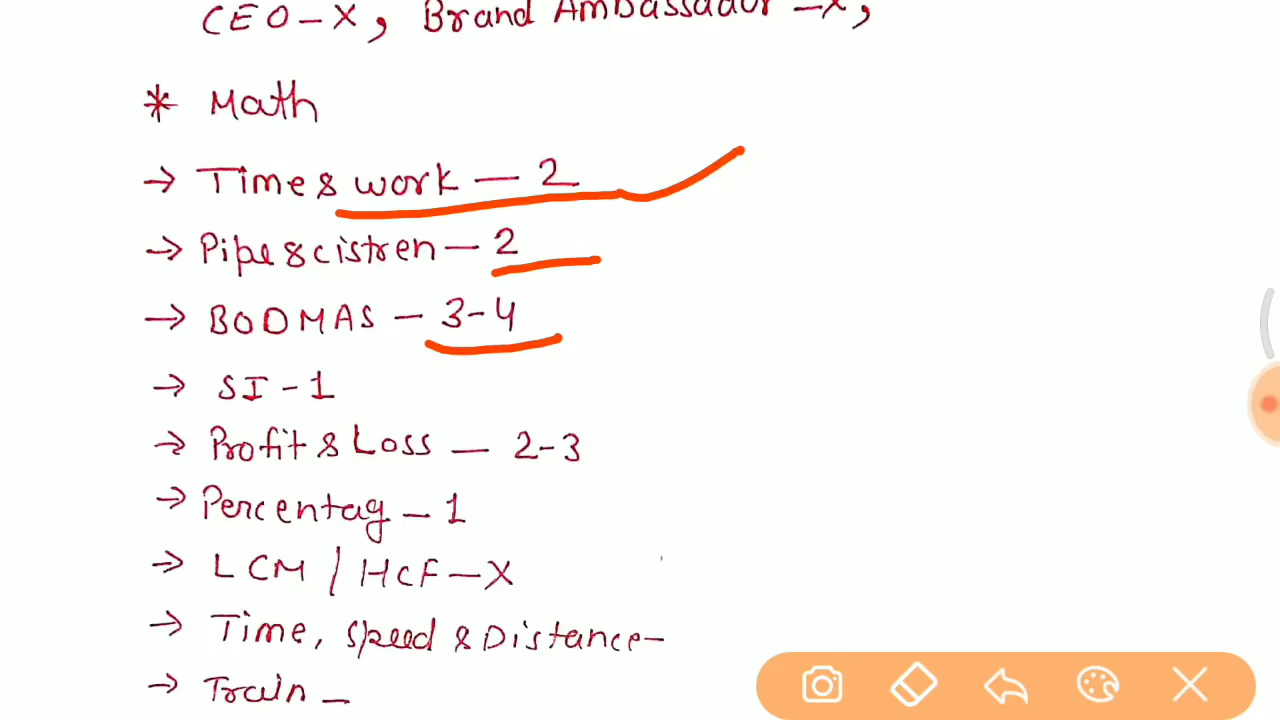 CEO-X, Brand Ambassador -X,
* Math
→ Time & work — 2
→ Pipe & cistren — 2
→ BODMAS — 3-4
→ SI - 1
→ Profit & Loss — 2-3
→ Percentag — 1
→ LCM / HCF — X
→ Time, Speed & Distance —
→ Train —